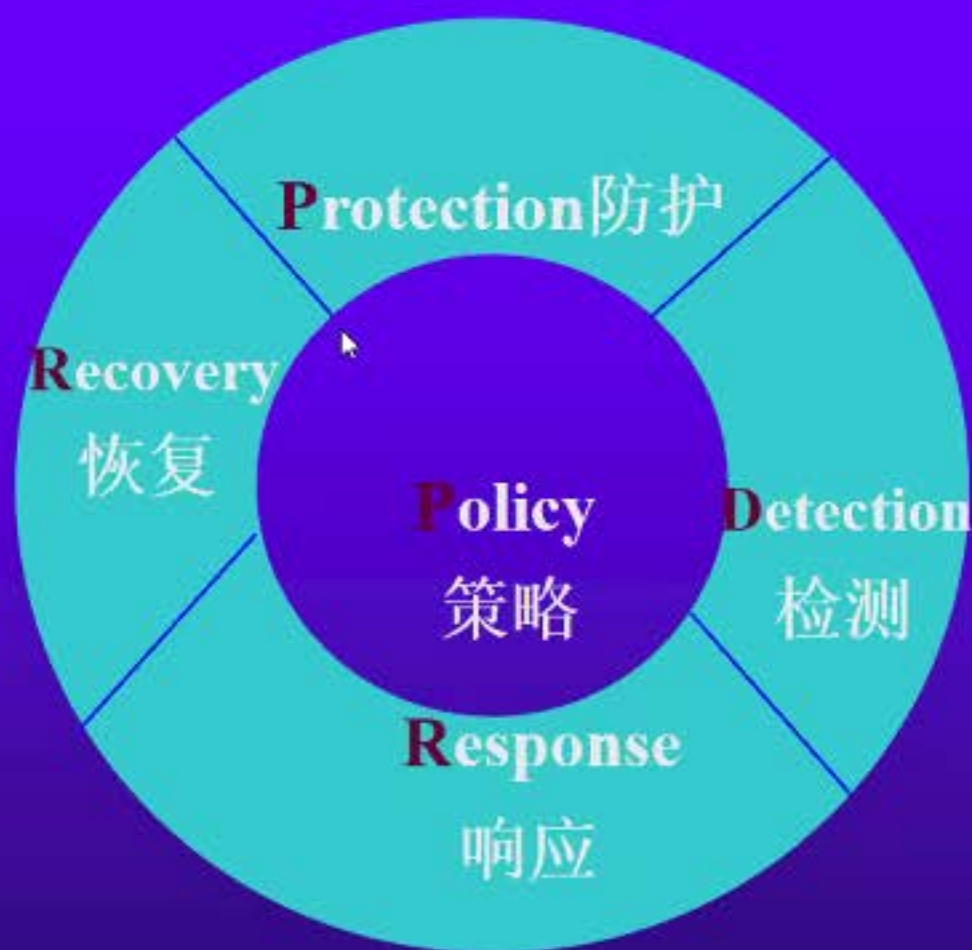 Protection防护
Recovery
恢复
Policy
策略
Detection
检测
Response
响应